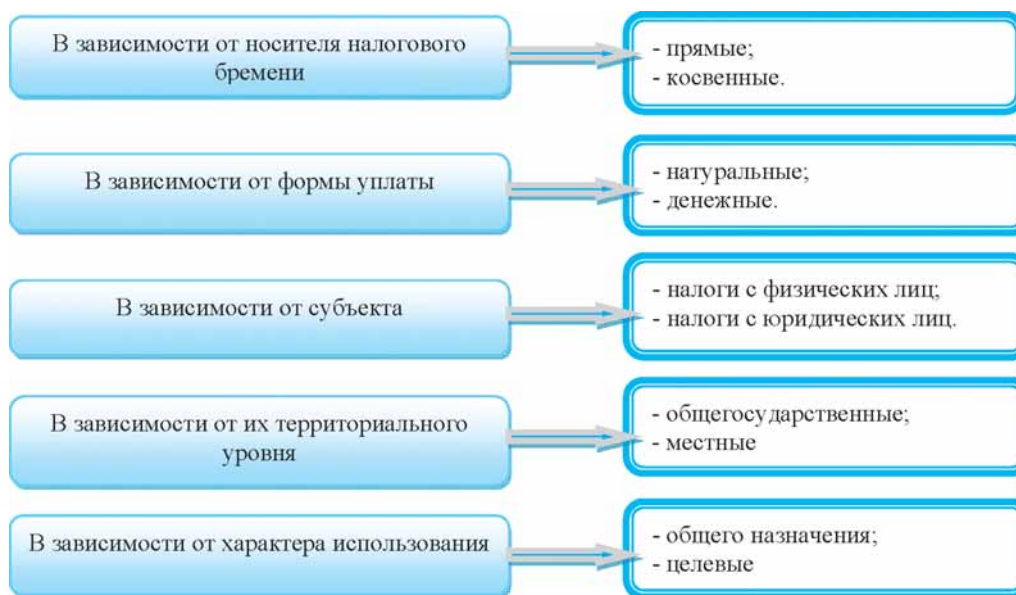 В зависимости от носителя налогового
бремени
- прямые;
- косвенные.
В зависимости от формы уплаты
- натуральные;
- денежные.
В зависимости от субъекта
- налоги с физических лиц;
- налоги с юридических лиц.
В зависимости от их территориального
уровня
- общегосударственные;
- местные
В зависимости от характера использования
- общего назначения;
- целевые